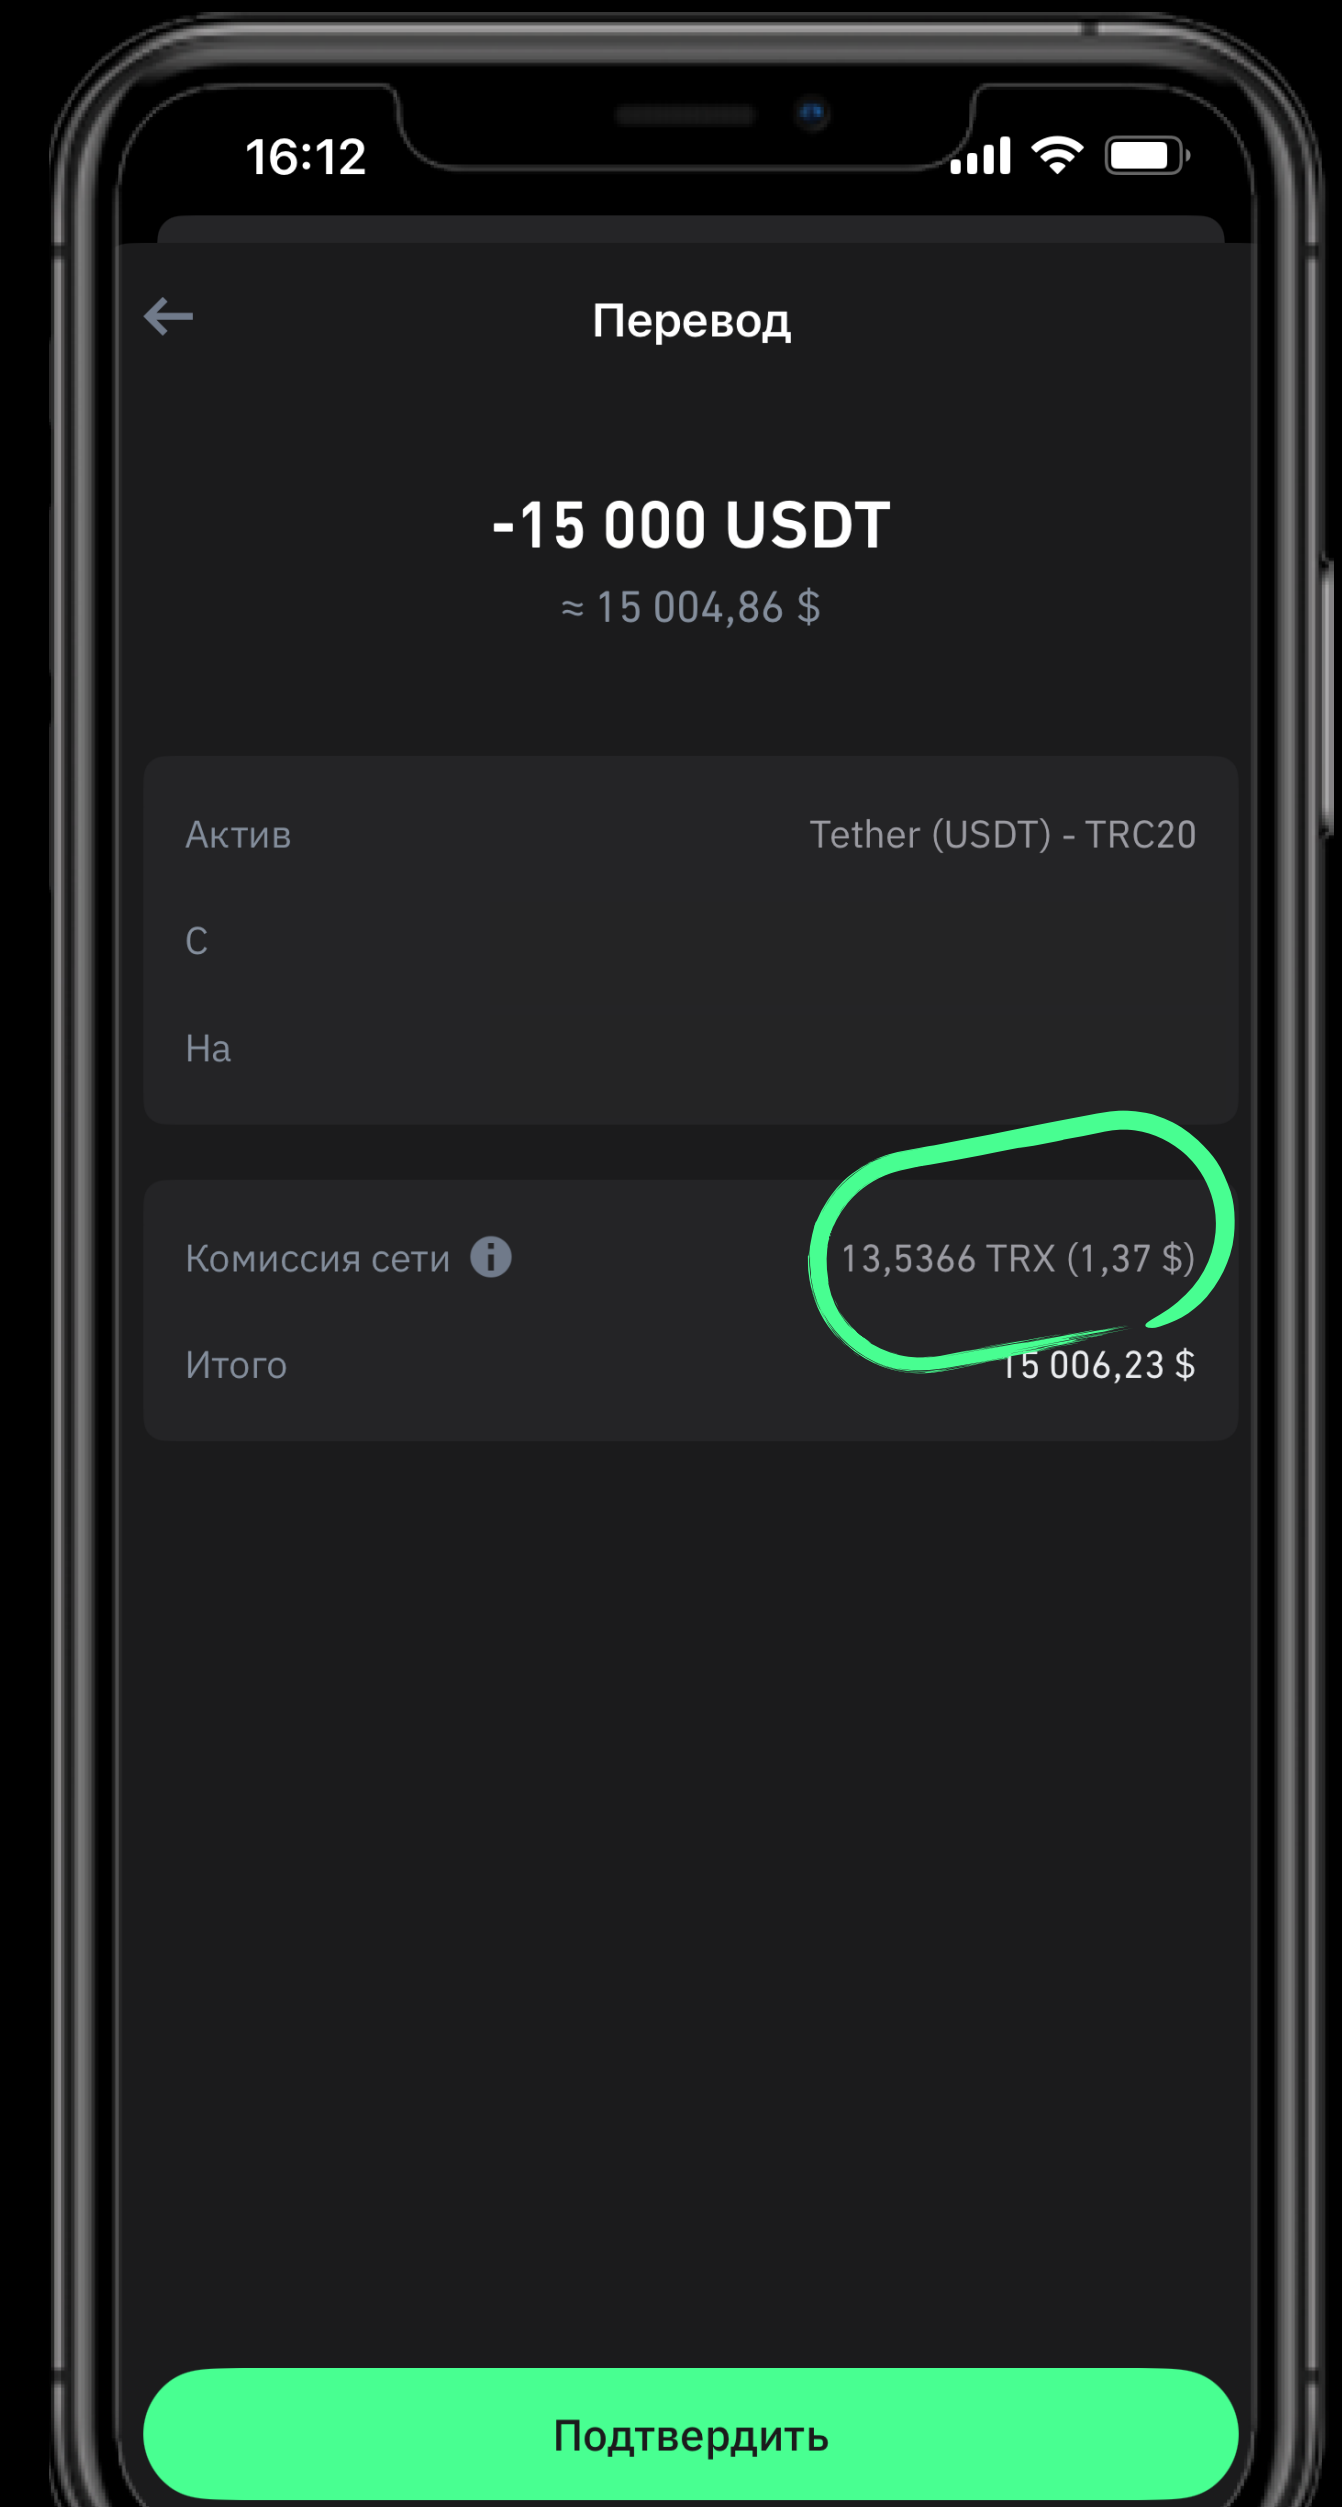 16:12
Перевод
-15 000 USDT
≈ 15 004,86 $
Актив Tether (USDT) - TRC20
С
На
Комиссия сети 13,5366 TRX (1,37 $)
Итого 15 006,23 $
Подтвердить